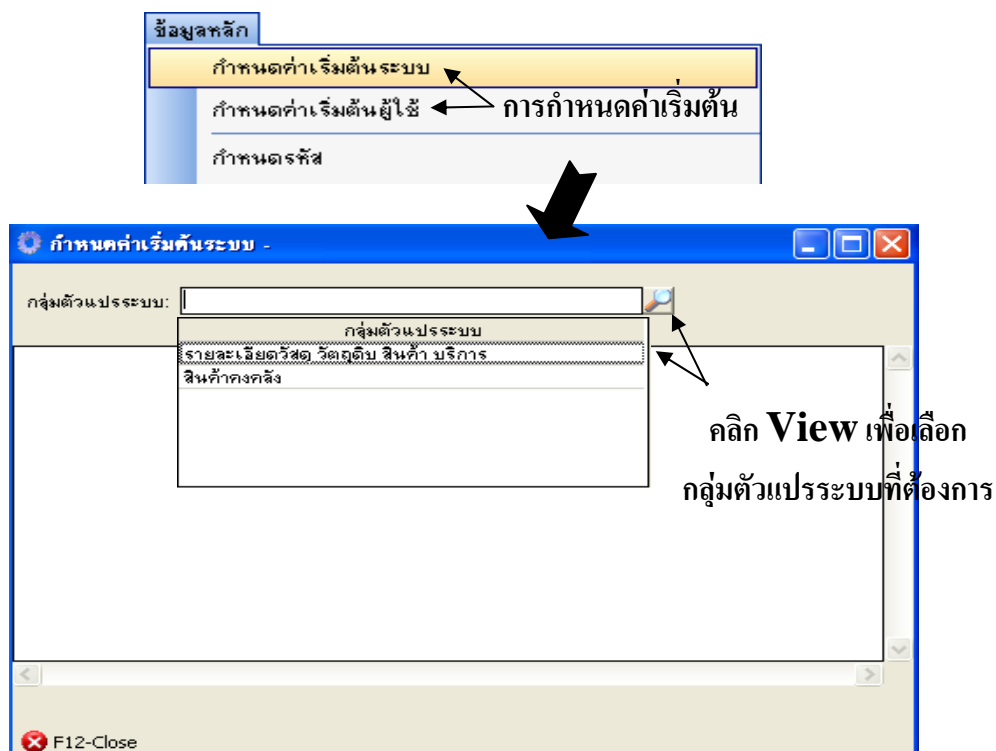 ข้อมูลหลัก
กำหนดค่าเริ่มต้นระบบ
กำหนดค่าเริ่มต้นผู้ใช้
การกำหนดค่าเริ่มต้น
กำหนดรหัส
กำหนดค่าเริ่มต้นระบบ -
กลุ่มตัวแปรระบบ:
กลุ่มตัวแปรระบบ
รายละเอียดวัสดุ วัตถุดิบ สินค้า บริการ
สินค้าคงคลัง
คลิก View เพื่อเลือก
กลุ่มตัวแปรระบบที่ต้องการ
F12-Close